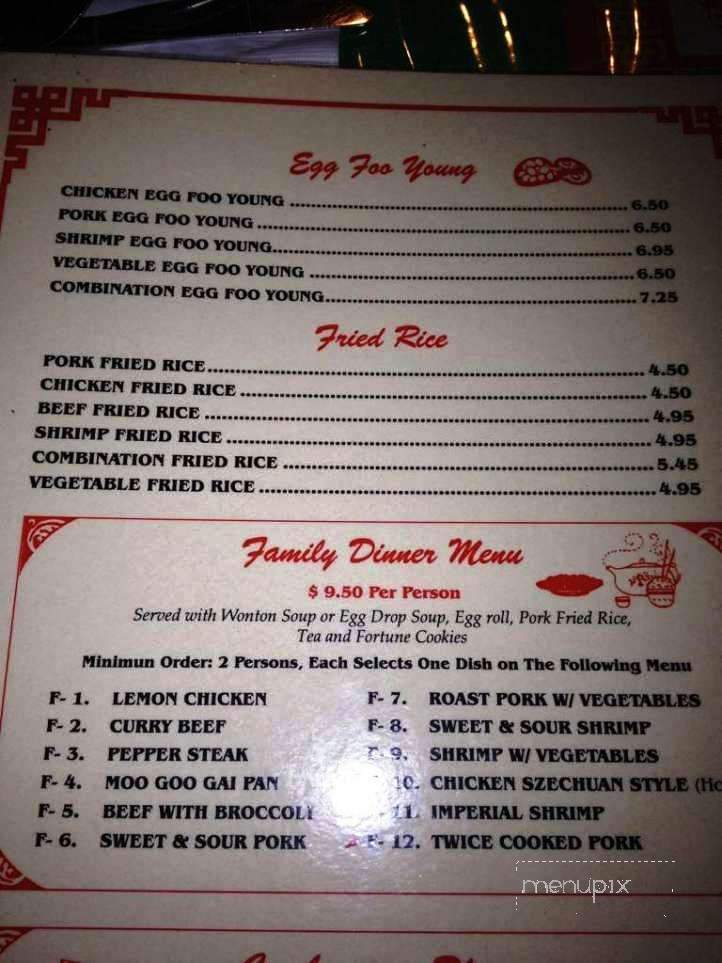 Egg Foo Young
CHICKEN EGG FOO YOUNG 6.50
PORK EGG FOO YOUNG 6.50
SHRIMP EGG FOO YOUNG 6.95
VEGETABLE EGG FOO YOUNG 6.50
COMBINATION EGG FOO YOUNG 7.25
Fried Rice
PORK FRIED RICE 4.50
CHICKEN FRIED RICE 4.50
BEEF FRIED RICE 4.95
SHRIMP FRIED RICE 4.95
COMBINATION FRIED RICE 5.45
VEGETABLE FRIED RICE 4.95
Family Dinner Menu
$ 9.50 Per Person
Served with Wonton Soup or Egg Drop Soup, Egg roll, Pork Fried Rice,
Tea and Fortune Cookies
Minimun Order: 2 Persons, Each Selects One Dish on The Following Menu
F- 1. LEMON CHICKEN
F- 2. CURRY BEEF
F- 3. PEPPER STEAK
F- 4. MOO GOO GAI PAN
F- 5. BEEF WITH BROCCOLI
F- 6. SWEET & SOUR PORK
F- 7. ROAST PORK W/ VEGETABLES
F- 8. SWEET & SOUR SHRIMP
F- 9. SHRIMP W/ VEGETABLES
10. CHICKEN SZECHUAN STYLE (Ho
11. IMPERIAL SHRIMP
F- 12. TWICE COOKED PORK
menupix